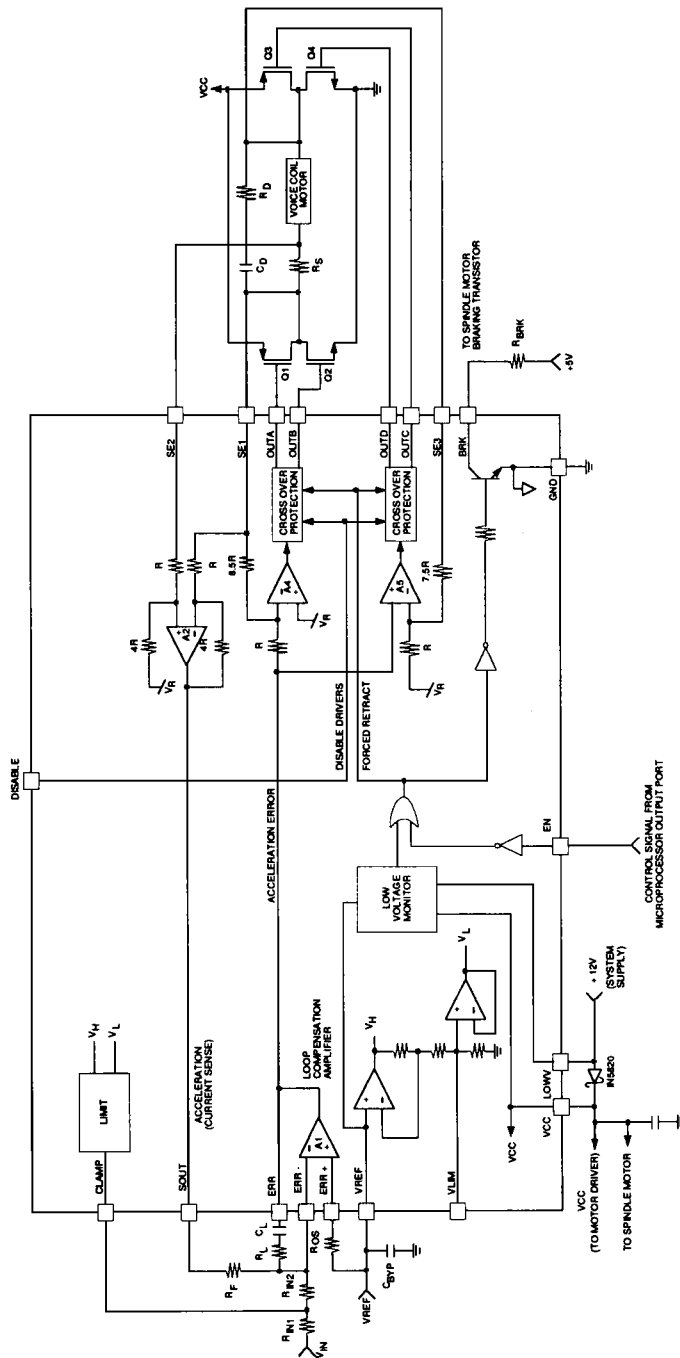 DISABLE
CLAMP
LIMIT
VH
VL
SOUT
ACCELERATION
(CURRENT SENSE)
RF
RL
CL
ERR
LOOP
COMPENSATION
AMPLIFIER
A1
ERR -
ERR +
ROS
RIN2
RIN1
VIN
VREF
VREF
CBYP
VH
VLIM
VL
LOW
VOLTAGE
MONITOR
ACCELERATION ERROR
DISABLE DRIVERS
FORCED RETRACT
4R
VR
A2
4R
R
R
8.5R
SE2
SE1
R
A4
VR
CROSS OVER
PROTECTION
OUTA
OUTB
A5
CROSS OVER
PROTECTION
OUTD
OUTC
R
VR
7.5R
SE3
BRK
GND
TO SPINDLE MOTOR
BRAKING TRANSISTOR
RBRK
+5V
Q1
Q2
CD
RD
RS
VOICE COIL
MOTOR
VCC
Q3
Q4
EN
CONTROL SIGNAL FROM
MICROPROCESSOR OUTPUT PORT
VCC
VCC
LOWV
+ 12V
(SYSTEM
SUPPLY)
IN5820
VCC
(TO MOTOR DRIVER)
TO SPINDLE MOTOR